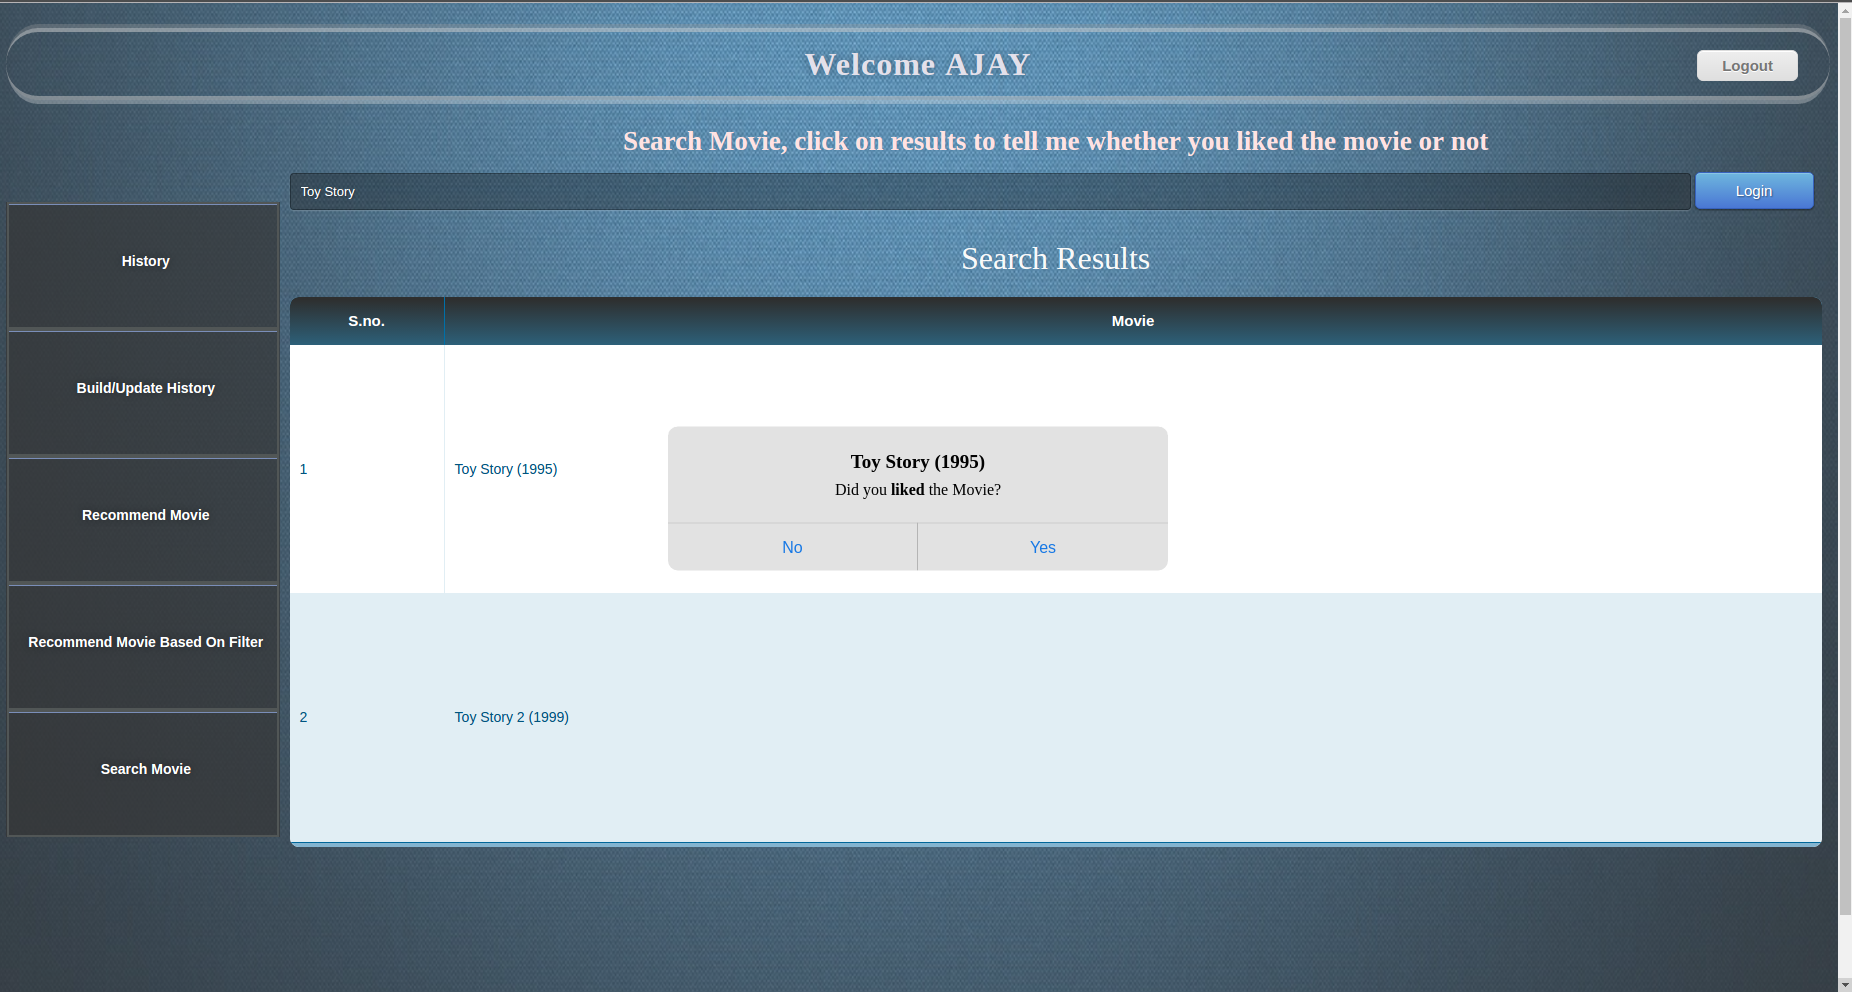 Welcome AJAY
Logout
Search Movie, click on results to tell me whether you liked the movie or not
Toy Story
Login
History
Build/Update History
Recommend Movie
Recommend Movie Based On Filter
Search Movie
Search Results
S.no. Movie
1 Toy Story (1995)
Toy Story (1995)
Did you liked the Movie?
No Yes
2 Toy Story 2 (1999)